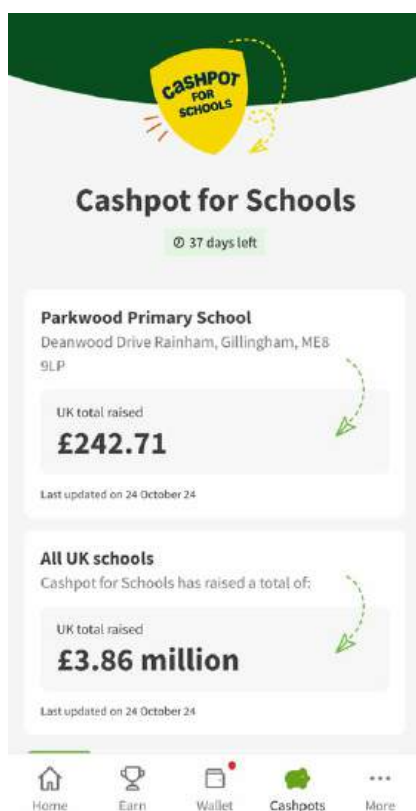 CASHPOT
FOR
SCHOOLS
Cashpot for Schools
37 days left
Parkwood Primary School
Deanwood Drive Rainham, Gillingham, ME8
9LP
UK total raised
£242.71
Last updated on 24 October 24
All UK schools
Cashpot for Schools has raised a total of:
UK total raised
£3.86 million
Last updated on 24 October 24
Home Earn Wallet Cashpots More